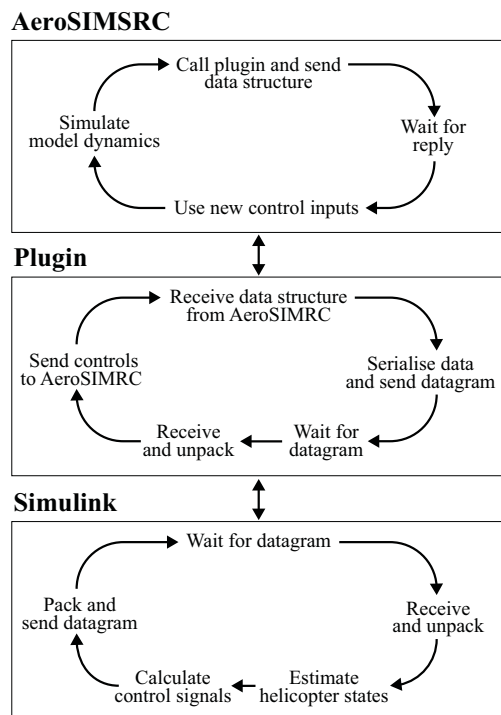 AeroSIMSRC
Call plugin and send
data structure
Simulate
model dynamics
Wait for
reply
Use new control inputs
Plugin
Receive data structure
from AeroSIMRC
Send controls
to AeroSIMRC
Serialise data
and send datagram
Receive
and unpack
Wait for
datagram
Simulink
Wait for datagram
Pack and
send datagram
Receive
and unpack
Calculate
control signals
Estimate
helicopter states